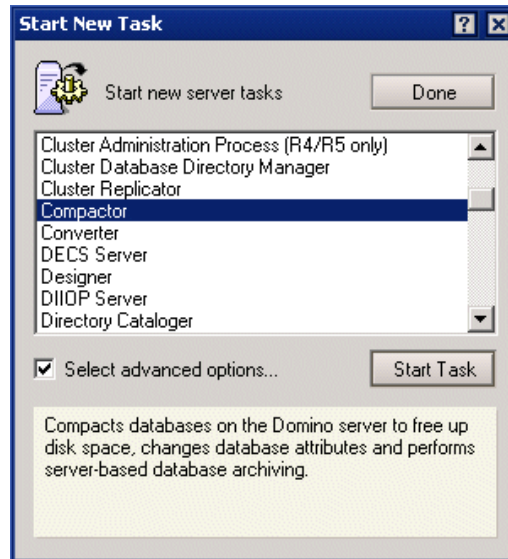 Start New Task
Start new server tasks
Done
Cluster Administration Process (R4/R5 only)
Cluster Database Directory Manager
Cluster Replicator
Compactor
Converter
DECS Server
Designer
DIIOP Server
Directory Cataloger
Select advanced options...
Start Task
Compacts databases on the Domino server to free up
disk space, changes database attributes and performs
server-based database archiving.